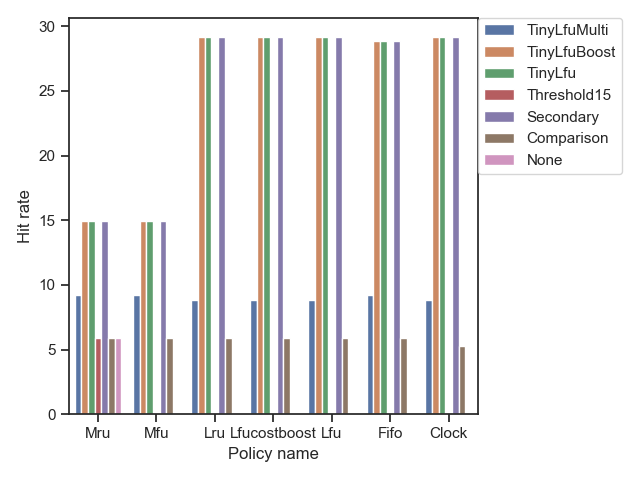 30
25
20
15
10
5
0
Hit rate
Mru Mfu Lru Lfucostboost Lfu Fifo Clock
Policy name
TinyLfuMulti
TinyLfuBoost
TinyLfu
Threshold15
Secondary
Comparison
None